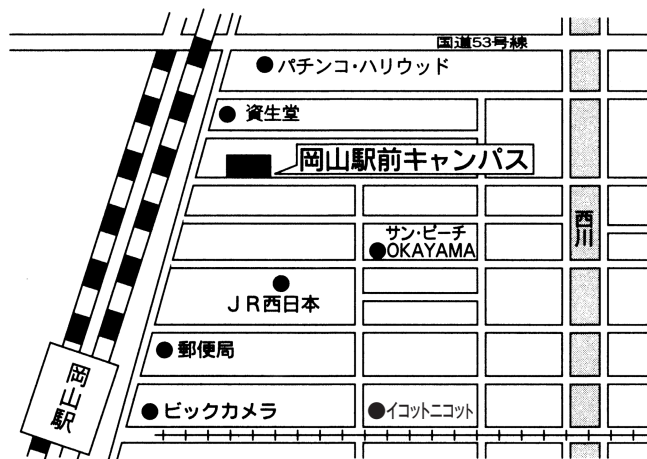 国道53号線
パチンコ・ハリウッド
資生堂
岡山駅前キャンパス
西川
サン・ピーチ
OKAYAMA
JR西日本
郵便局
岡山駅
ビックカメラ
イコットニコット